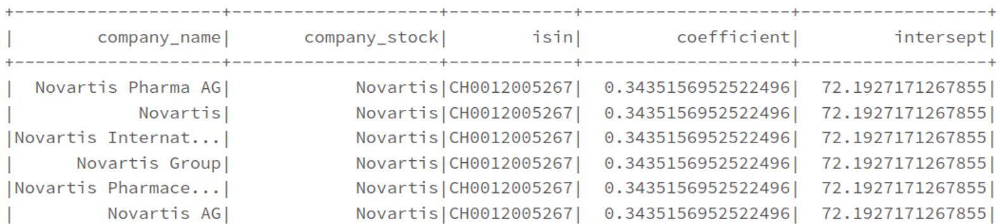 +--------------------+--------------------+------------+--------------------+------------------+
|        company_name|       company_stock|        isin|         coefficient|         intersept|
+--------------------+--------------------+------------+--------------------+------------------+
|  Novartis Pharma AG|            Novartis|CH0012005267|  0.3435156952522496|  72.1927171267855|
|            Novartis|            Novartis|CH0012005267|  0.3435156952522496|  72.1927171267855|
|Novartis Internat...|            Novartis|CH0012005267|  0.3435156952522496|  72.1927171267855|
|      Novartis Group|            Novartis|CH0012005267|  0.3435156952522496|  72.1927171267855|
|Novartis Pharmace...|            Novartis|CH0012005267|  0.3435156952522496|  72.1927171267855|
|         Novartis AG|            Novartis|CH0012005267|  0.3435156952522496|  72.1927171267855|